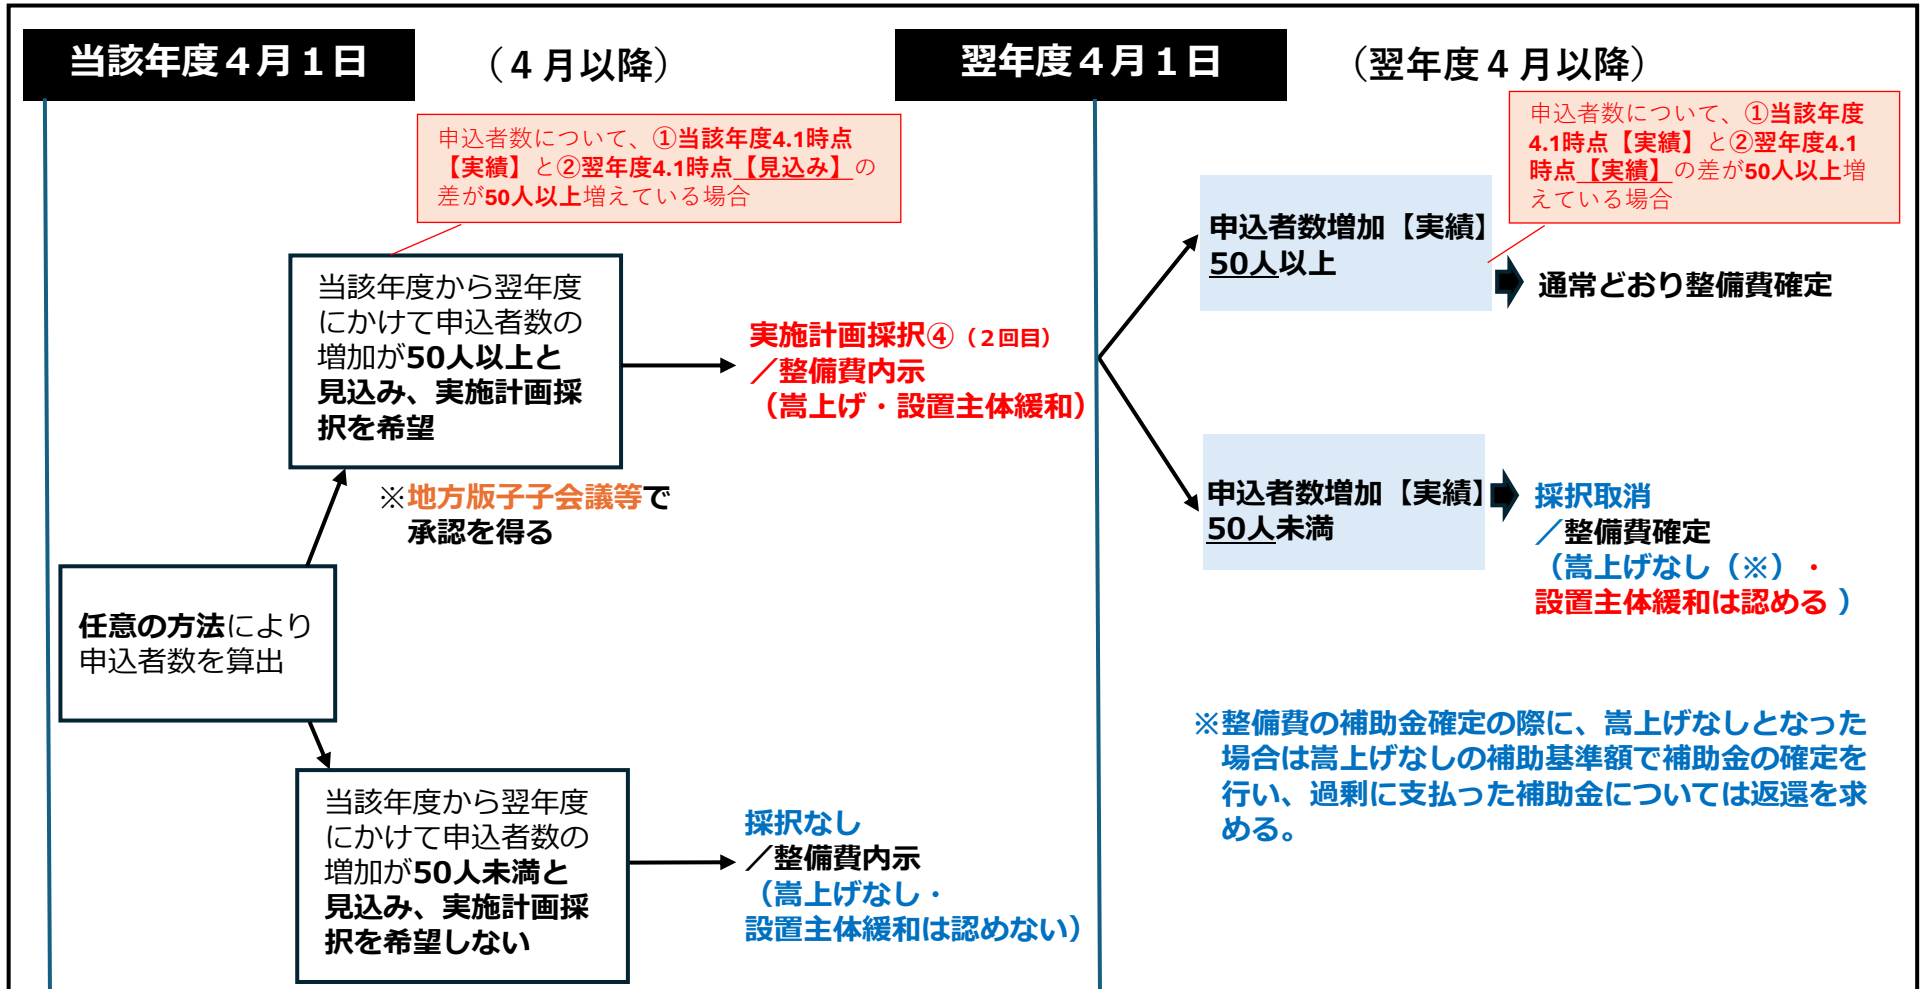 当該年度４月１日
（４月以降）
翌年度４月１日
（翌年度４月以降）
申込者数について、①当該年度4.1時点
【実績】と②翌年度4.1時点【見込み】の
差が50人以上増えている場合
申込者数について、①当該年度
4.1時点【実績】と②翌年度4.1
時点【実績】の差が50人以上増
えている場合
当該年度から翌年度
にかけて申込者数の
増加が50人以上と
見込み、実施計画採
択を希望
※地方版子子会議等で
承認を得る
実施計画採択④（２回目）
／整備費内示
（嵩上げ・設置主体緩和）
申込者数増加【実績】
50人以上
通常どおり整備費確定
申込者数増加【実績】
50人未満
採択取消
／整備費確定
（嵩上げなし（※）・
設置主体緩和は認める ）
任意の方法により
申込者数を算出
当該年度から翌年度
にかけて申込者数の
増加が50人未満と
見込み、実施計画採
択を希望しない
採択なし
／整備費内示
（嵩上げなし・
設置主体緩和は認めない）
※整備費の補助金確定の際に、嵩上げなしとなった
場合は嵩上げなしの補助基準額で補助金の確定を
行い、過剰に支払った補助金については返還を求
める。